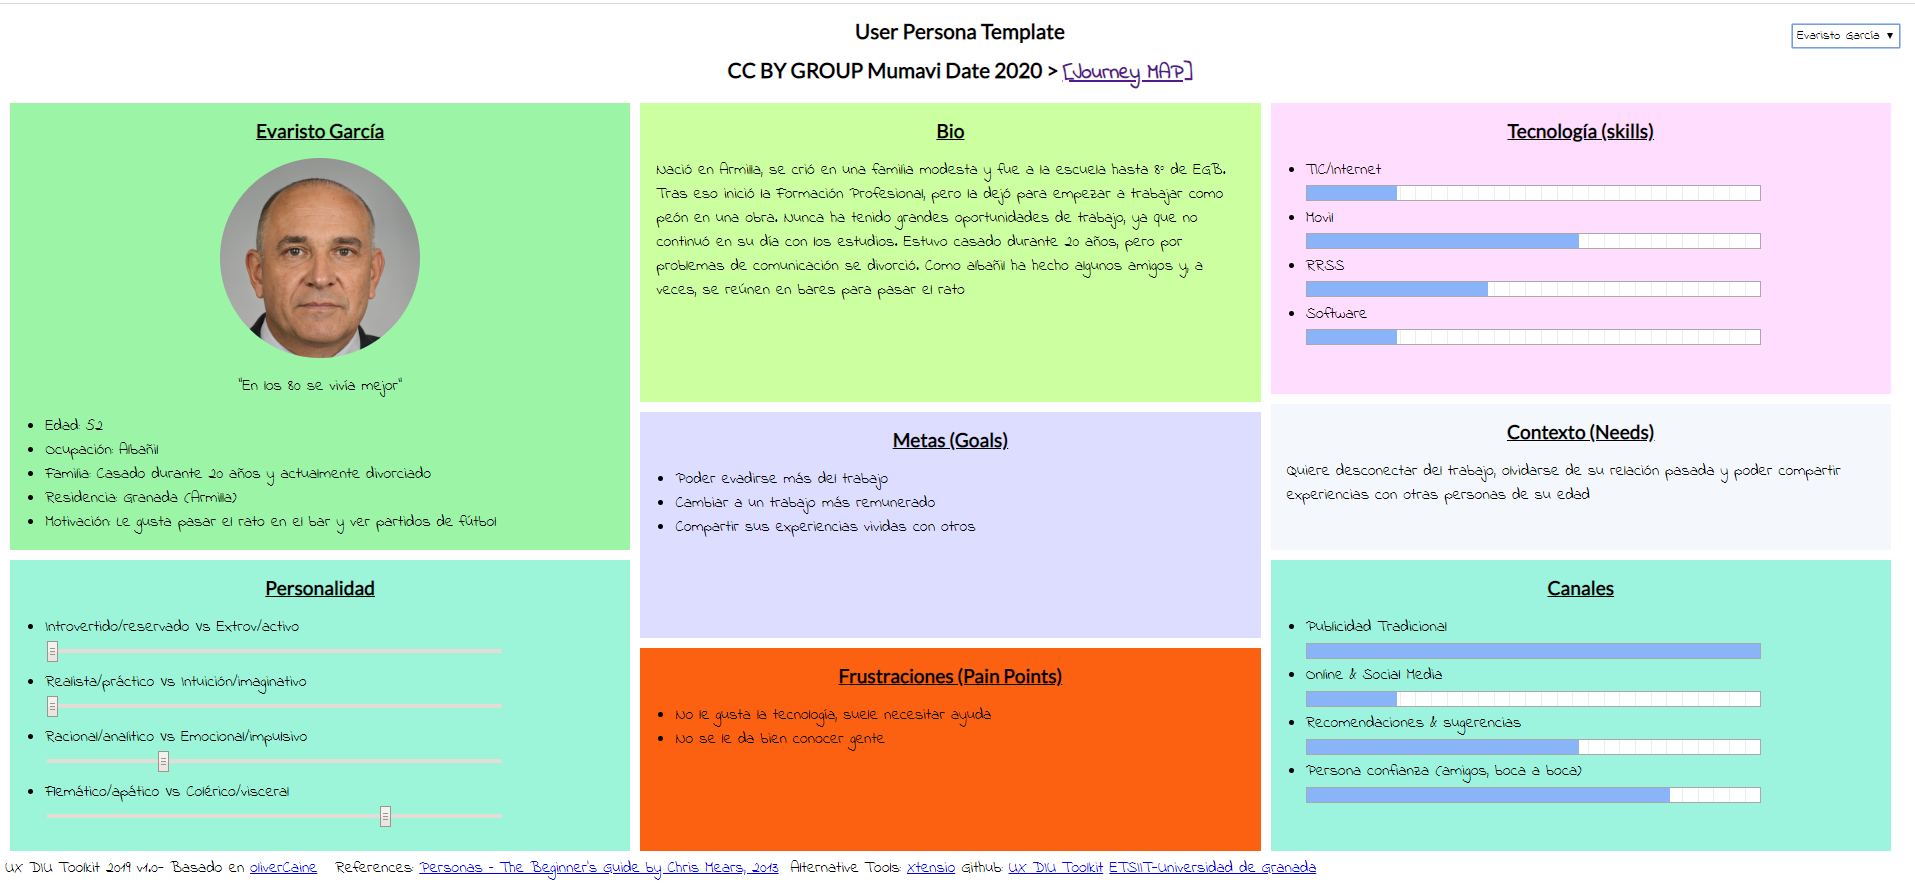 User Persona Template
Evaristo García
CC BY GROUP Mumavi Date 2020 > [Journey MAP]
Evaristo García
"En los 80 se vivía mejor"
Edad: 52
Ocupación: Albañil
Familia: Casado durante 20 años y actualmente divorciado
Residencia: Granada (Armilla)
Motivación: Le gusta pasar el rato en el bar y ver partidos de fútbol
Personalidad
Introvertido/reservado Vs Extrov/activo
Realista/práctico Vs Intuición/imaginativo
Racional/analítico Vs Emocional/impulsivo
Flemático/apático Vs Colérico/visceral
Bio
Nació en Armilla, se crió en una familia modesta y fue a la escuela hasta 8º de EGB.
Tras eso inició la Formación Profesional, pero la dejó para empezar a trabajar como
peón en una obra. Nunca ha tenido grandes oportunidades de trabajo, ya que no
continuó en su día con los estudios. Estuvo casado durante 20 años, pero por
problemas de comunicación se divorció. Como albañil ha hecho algunos amigos y, a
veces, se reúnen en bares para pasar el rato
Metas (Goals)
Poder evadirse más del trabajo
Cambiar a un trabajo más remunerado
Compartir sus experiencias vividas con otros
Frustraciones (Pain Points)
No le gusta la tecnología, suele necesitar ayuda
No se le da bien conocer gente
Tecnología (skills)
TIC/Internet
Movil
RRSS
Software
Contexto (Needs)
Quiere desconectar del trabajo, olvidarse de su relación pasada y poder compartir
experiencias con otras personas de su edad
Canales
Publicidad Tradicional
Online & Social Media
Recomendaciones & sugerencias
Persona confianza (amigos, boca a boca)
UX DIU Toolkit 2019 v1.0- Basado en oliverCaine References: Personas - The Beginner's Guide by Chris Mears, 2013 Alternative Tools: Xtensio Github: UX DIU Toolkit ETSIIT-Universidad de Granada